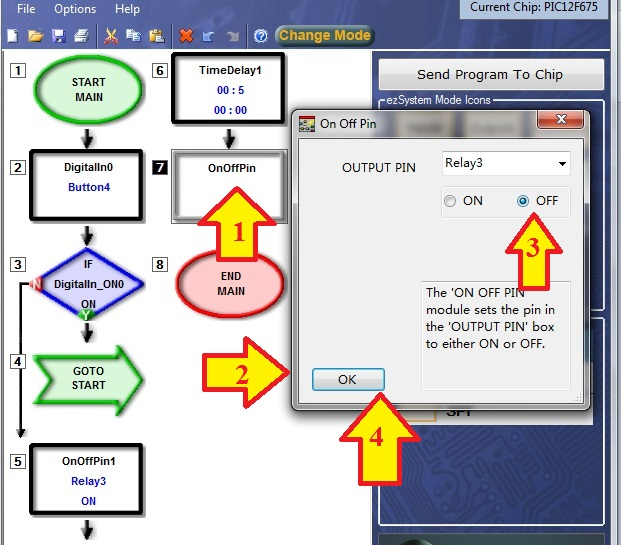 File Options Help
Current Chip: PIC12F675
Change Mode
1
START
MAIN
2
DigitalIn0
Button4
3
IF
DigitalIn_ON0
ON
N
Y
4
GOTO
START
5
OnOffPin1
Relay3
ON
6
TimeDelay1
00 : 5
00 : 00
7
OnOffPin
8
END
MAIN
Send Program To Chip
ezSystem Mode Icons
On Off Pin
OUTPUT PIN Relay3
ON OFF
The 'ON OFF PIN'
module sets the pin in
the 'OUTPUT PIN' box
to either ON or OFF.
OK
1
2
3
4